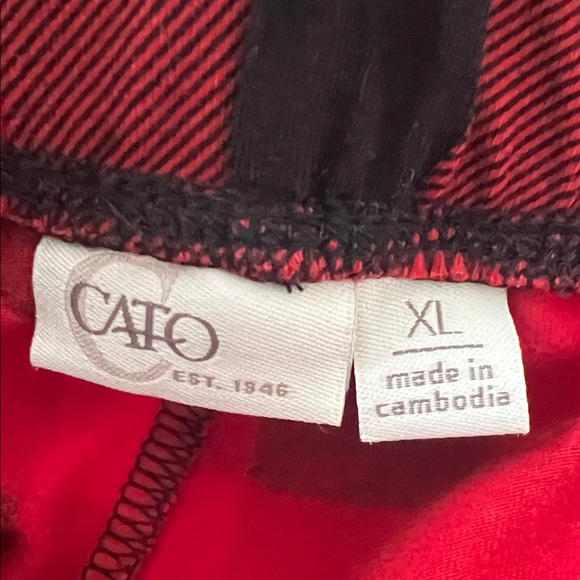 C
CATO
EST. 1946
XL
made in
cambodia